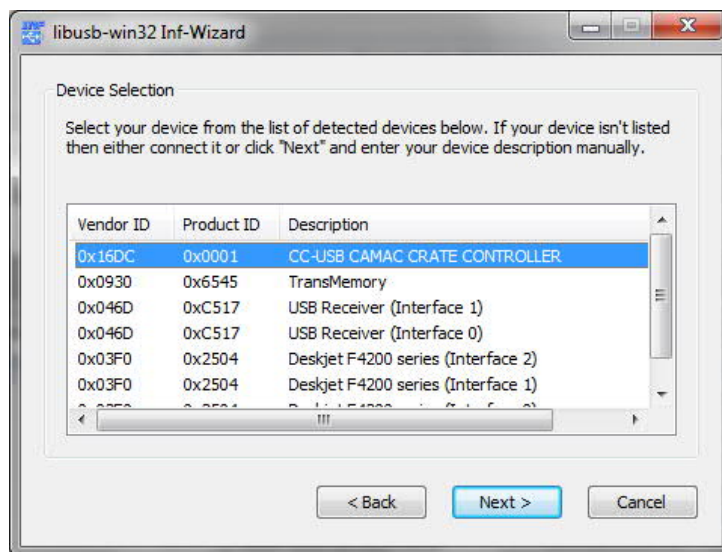 libusb-win32 Inf-Wizard
Device Selection
Select your device from the list of detected devices below. If your device isn't listed
then either connect it or click "Next" and enter your device description manually.
Vendor ID Product ID Description
0x16DC 0x0001 CC-USB CAMAC CRATE CONTROLLER
0x0930 0x6545 TransMemory
0x046D 0xC517 USB Receiver (Interface 1)
0x046D 0xC517 USB Receiver (Interface 0)
0x03F0 0x2504 Deskjet F4200 series (Interface 2)
0x03F0 0x2504 Deskjet F4200 series (Interface 1)
< Back Next > Cancel